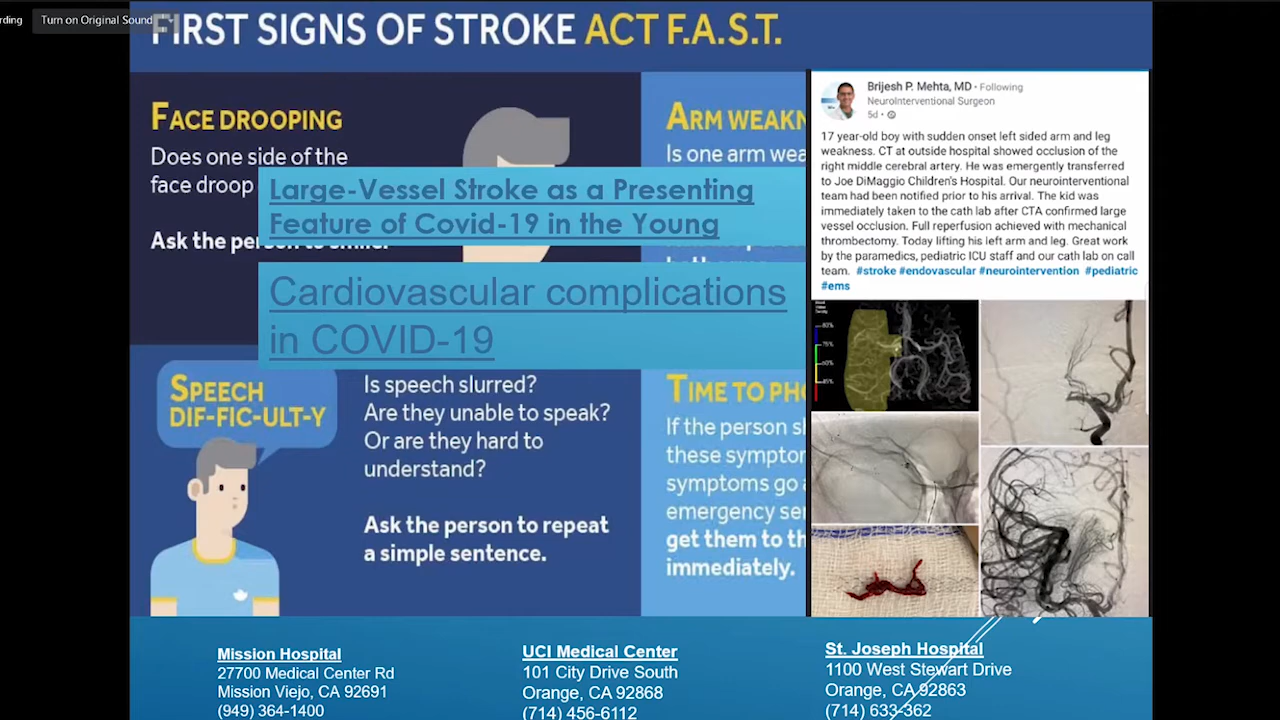 rding
Turn on Original Sound
FIRST SIGNS OF STROKE ACT F.A.S.T.
FACE DROOPING
Does one side of the
face droop
Ask the person to smile.
ARM WEAKN
Is one arm wea
Large-Vessel Stroke as a Presenting
Feature of Covid-19 in the Young
Cardiovascular complications
in COVID-19
SPEECH
DIF-FIC-ULT-Y
Is speech slurred?
Are they unable to speak?
Or are they hard to
understand?
Ask the person to repeat
a simple sentence.
TIME TO PH
If the person s
these sympto
symptoms go
emergency se
get them to th
immediately.
Brijesh P. Mehta, MD • Following
NeuroInterventional Surgeon
5d •
17 year-old boy with sudden onset left sided arm and leg
weakness. CT at outside hospital showed occlusion of the
right middle cerebral artery. He was emergently transferred
to Joe DiMaggio Children's Hospital. Our neurointerventional
team had been notified prior to his arrival. The kid was
immediately taken to the cath lab after CTA confirmed large
vessel occlusion. Full reperfusion achieved with mechanical
thrombectomy. Today lifting his left arm and leg. Great work
by the paramedics, pediatric ICU staff and our cath lab on call
team. #stroke #endovascular #neurointervention #pediatric
#ems
Mission Hospital
27700 Medical Center Rd
Mission Viejo, CA 92691
(949) 364-1400
UCI Medical Center
101 City Drive South
Orange, CA 92868
(714) 456-6112
St. Joseph Hospital
1100 West Stewart Drive
Orange, CA 92863
(714) 633-362